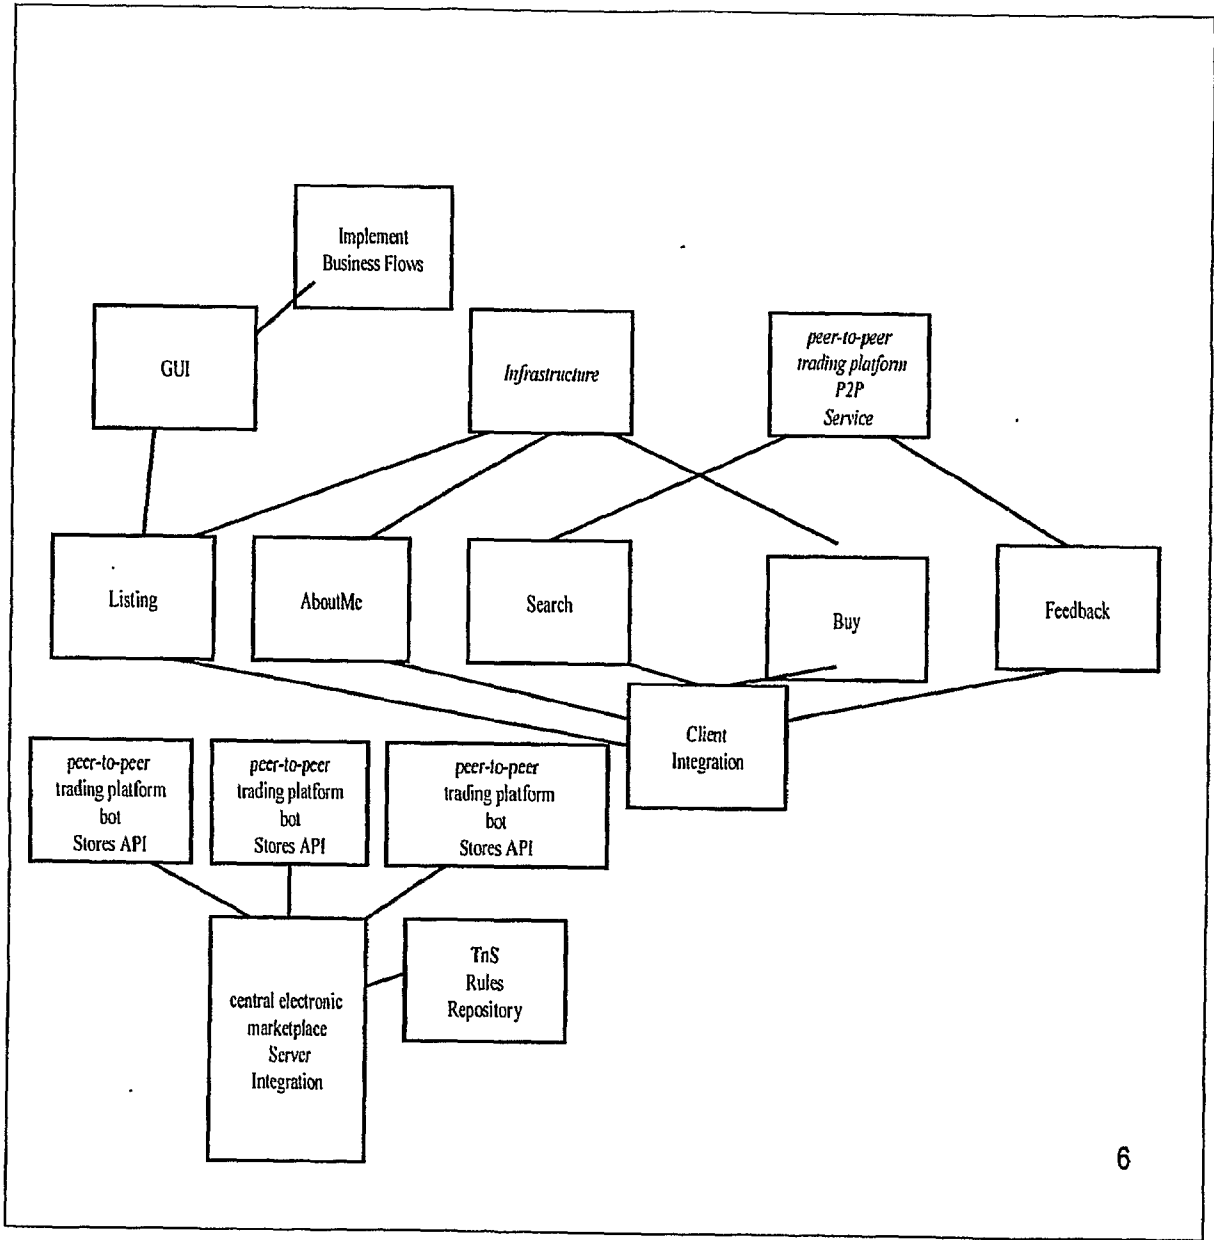 Implement
Business Flows
GUI
Infrastructure
peer-to-peer
trading platform
P2P
Service
Listing
AboutMe
Search
Buy
Feedback
Client
Integration
peer-to-peer
trading platform
bot
Stores API
peer-to-peer
trading platform
bot
Stores API
peer-to-peer
trading platform
bot
Stores API
central electronic
marketplace
Server
Integration
TnS
Rules
Repository
6